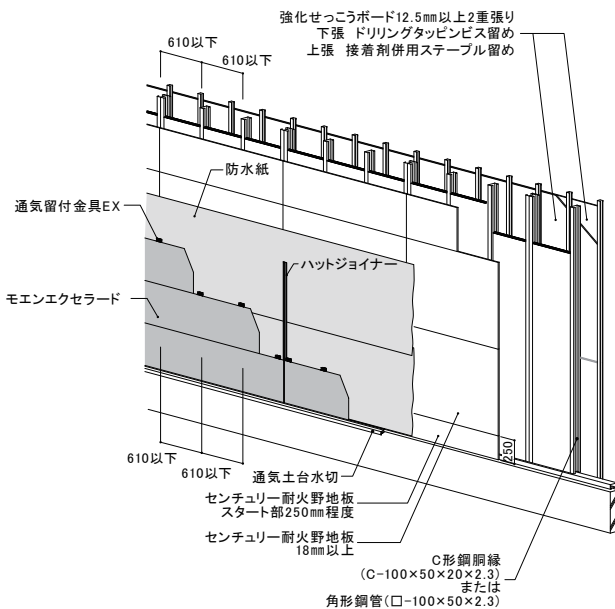 強化せっこうボード12.5mm以上2重張り
下張 ドリリングタッピンビス留め
上張 接着剤併用ステープル留め
610以下
610以下
防水紙
通気留付金具EX
ハットジョイナー
モエンエクセラード
250
610以下
610以下
通気土台水切
センチュリー耐火野地板
スタート部250mm程度
センチュリー耐火野地板
18mm以上
C形鋼胴縁
(C-100×50×20×2.3)
または
角形鋼管(□-100×50×2.3)